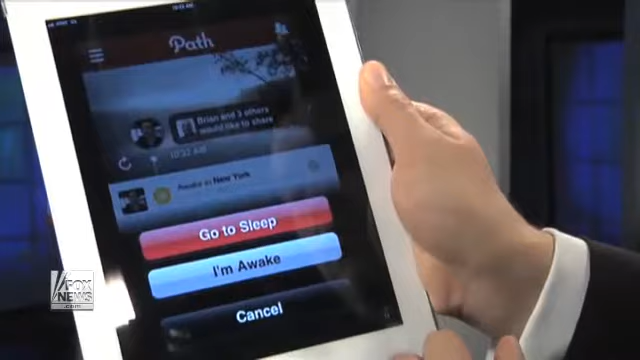 Path
Brian and 3 others
would like to share
10:32 AM
Awake in New York
Go to Sleep
I'm Awake
Cancel
FOX
NEWS
.com